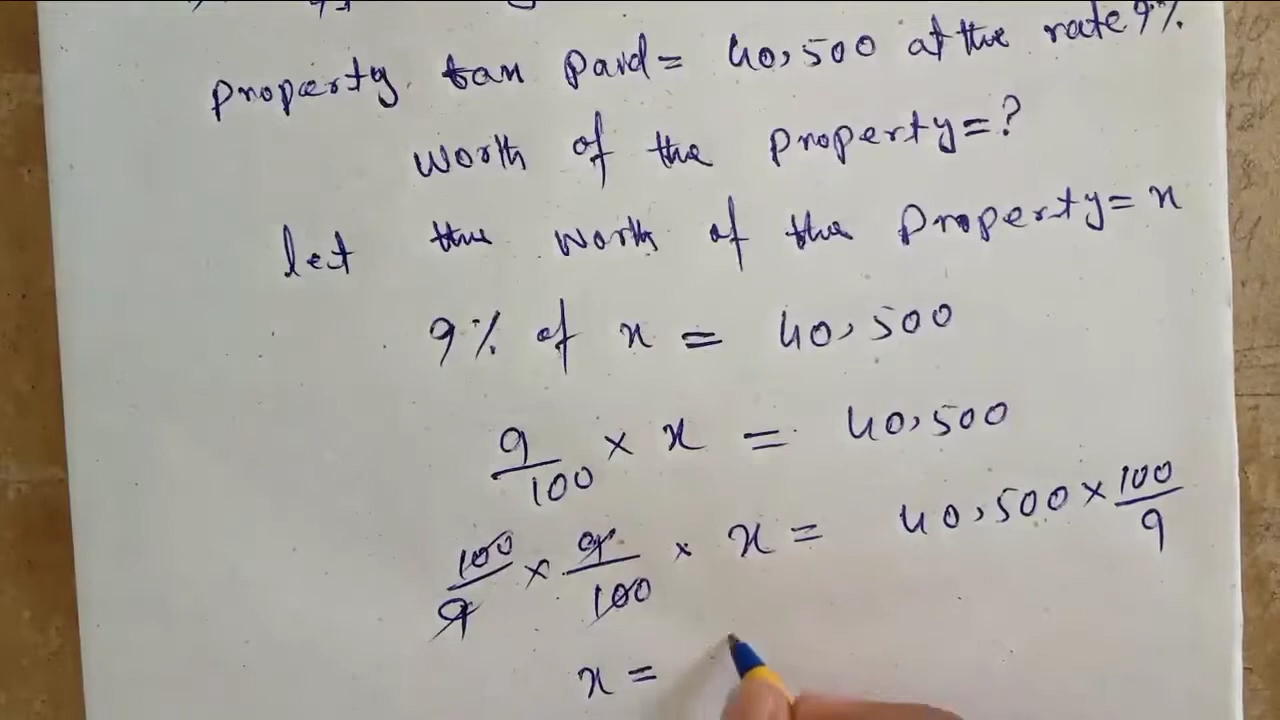 Property tax Paid = 40,500 at the rate 9%
Worth of the Property = ?
let the worth of the Property = x
9% of x = 40,500
9/100 × x = 40,500
100/9 × 9/100 × x = 40,500 × 100/9
x =